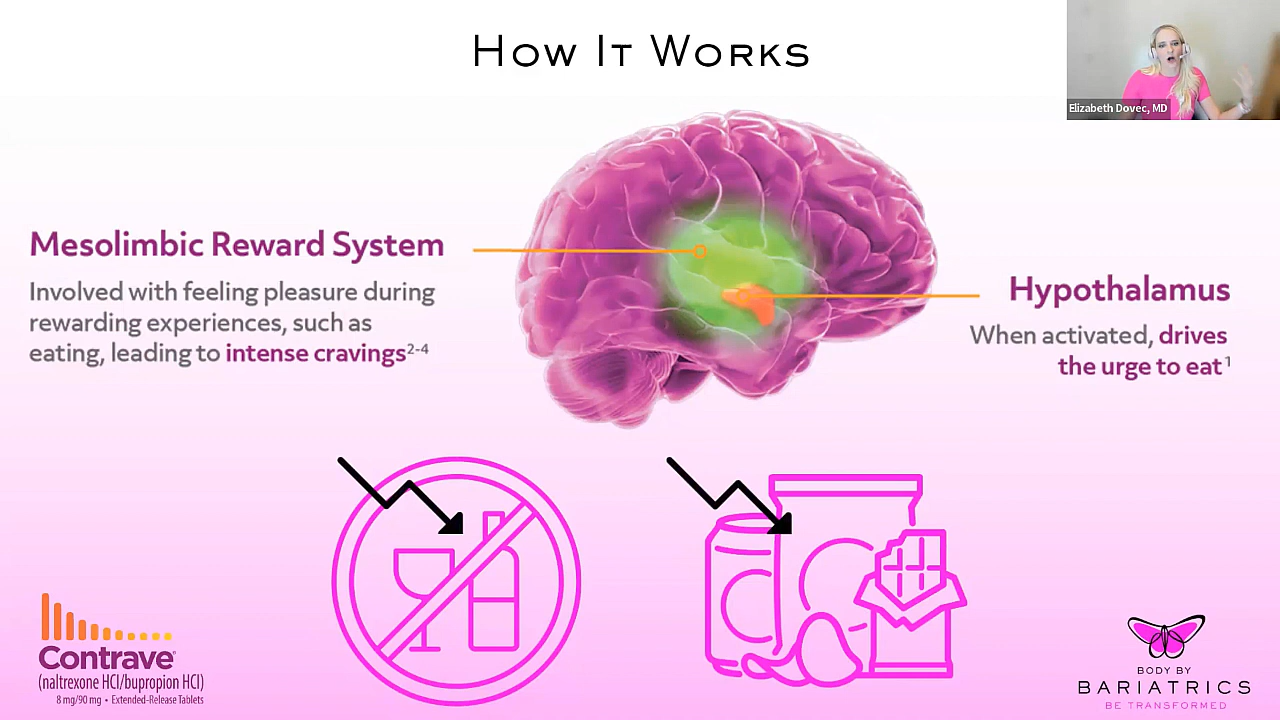 How It Works
Elizabeth Dovec, MD
Mesolimbic Reward System
Involved with feeling pleasure during
rewarding experiences, such as
eating, leading to intense cravings2-4
Hypothalamus
When activated, drives
the urge to eat1
Contrave®
(naltrexone HCl/bupropion HCl)
8 mg/90 mg • Extended-Release Tablets
BODY BY
BARIATRICS
BE TRANSFORMED